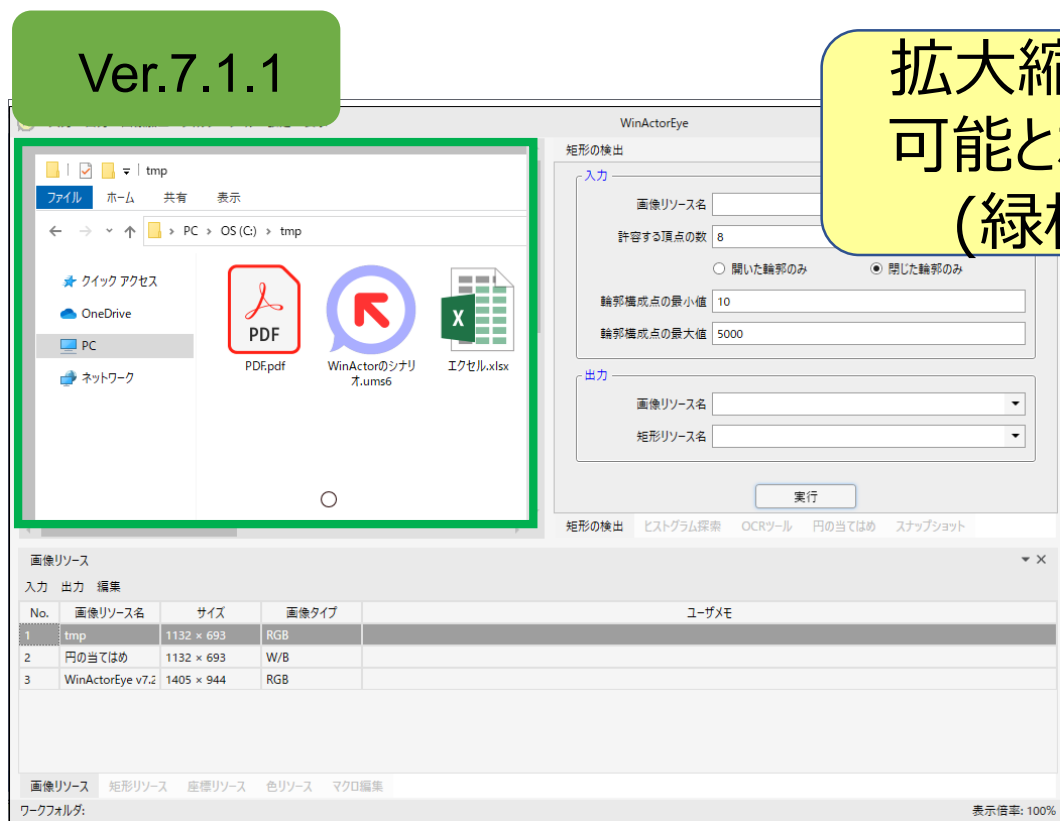 Ver.7.1.1
拡大縮
可能と
(緑
WinActorEye
tmp
ファイル ホーム 共有 表示
PC › OS (C:) › tmp
クイック アクセス
OneDrive
PC
ネットワーク
PDF
PDF.pdf
WinActorのシナリ
オ.ums6
X
エクセル.xlsx
矩形の検出
入力
画像リソース名
許容する頂点の数 8
開いた輪郭のみ 閉じた輪郭のみ
輪郭構成点の最小値 10
輪郭構成点の最大値 5000
出力
画像リソース名
矩形リソース名
実行
矩形の検出 ヒストグラム探索 OCRツール 円の当てはめ スナップショット
画像リソース
入力 出力 編集
No. 画像リソース名 サイズ 画像タイプ ユーザメモ
1 tmp 1132 × 693 RGB
2 円の当てはめ 1132 × 693 W/B
3 WinActorEye v7.2 1405 × 944 RGB
画像リソース 矩形リソース 座標リソース 色リソース マクロ編集
ワークフォルダ:
表示倍率: 100%